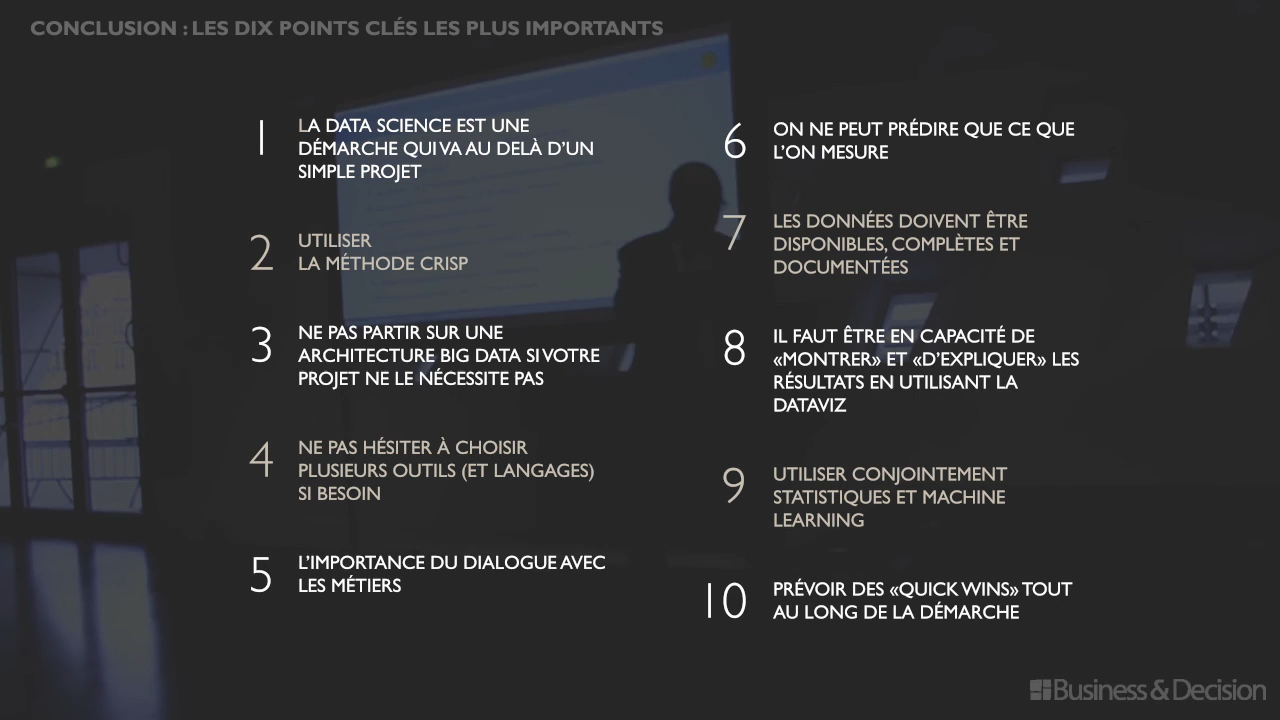 CONCLUSION : LES DIX POINTS CLÉS LES PLUS IMPORTANTS
1
LA DATA SCIENCE EST UNE
DÉMARCHE QUI VA AU DELÀ D’UN
SIMPLE PROJET
2
UTILISER
LA MÉTHODE CRISP
3
NE PAS PARTIR SUR UNE
ARCHITECTURE BIG DATA SI VOTRE
PROJET NE LE NÉCESSITE PAS
4
NE PAS HÉSITER À CHOISIR
PLUSIEURS OUTILS (ET LANGAGES)
SI BESOIN
5
L’IMPORTANCE DU DIALOGUE AVEC
LES MÉTIERS
6
ON NE PEUT PRÉDIRE QUE CE QUE
L’ON MESURE
7
LES DONNÉES DOIVENT ÊTRE
DISPONIBLES, COMPLÈTES ET
DOCUMENTÉES
8
IL FAUT ÊTRE EN CAPACITÉ DE
«MONTRER» ET «D’EXPLIQUER» LES
RÉSULTATS EN UTILISANT LA
DATAVIZ
9
UTILISER CONJOINTEMENT
STATISTIQUES ET MACHINE
LEARNING
10
PRÉVOIR DES «QUICK WINS» TOUT
AU LONG DE LA DÉMARCHE
Business & Decision